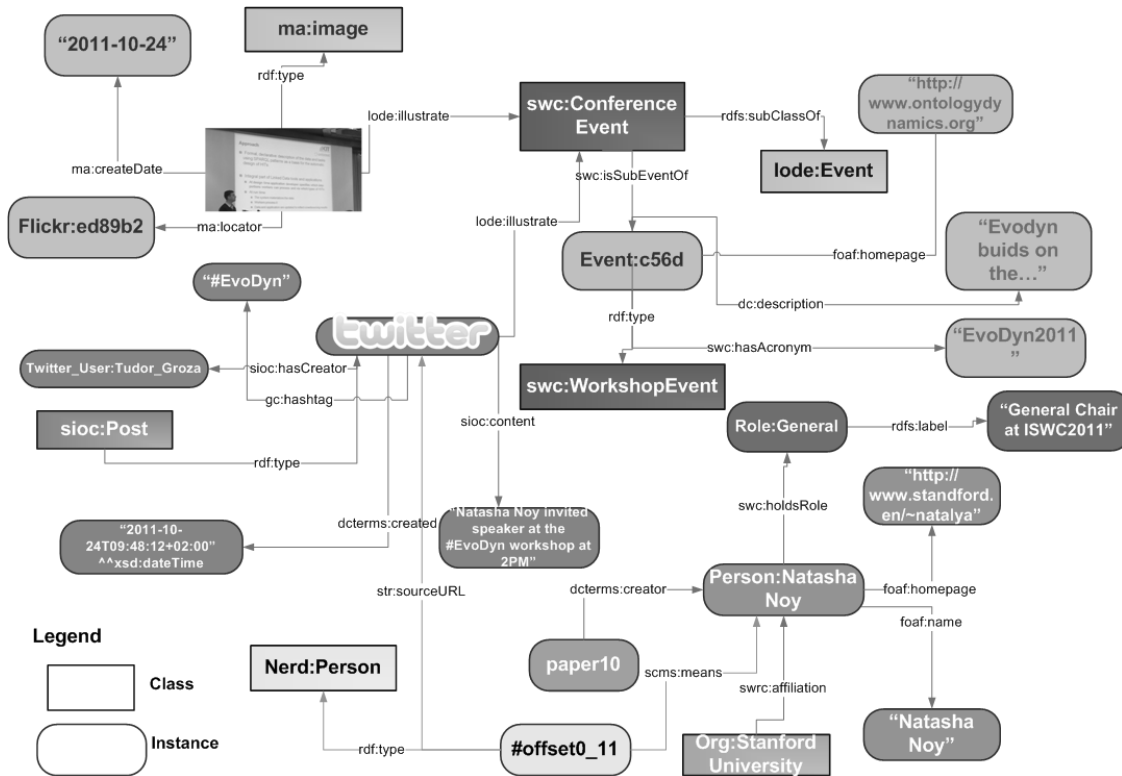 “2011-10-24”
ma:image
rdf:type
“http://
www.ontologydy
namics.org”
swc:Conference
Event
lode:illustrate
rdfs:subClassOf
ma:createDate
swc:isSubEventOf
lode:Event
Flickr:ed89b2
ma:locator
lode:illustrate
Event:c56d
foaf:homepage
“Evodyn
buids on
the…”
“#EvoDyn”
dc:description
rdf:type
twitter
swc:hasAcronym
“EvoDyn2011
”
Twitter_User:Tudor_Groza
sioc:hasCreator
swc:WorkshopEvent
gc:hashtag
sioc:Post
sioc:content
Role:General
rdfs:label
“General Chair
at ISWC2011”
rdf:type
swc:holdsRole
“http://
www.standford.
en/~natalya”
“2011-10-
24T09:48:12+02:00”
^^xsd:dateTime
dcterms:created
“Natasha Noy invited
speaker at the
#EvoDyn workshop at
2PM”
str:sourceURL
dcterms:creator
Person:Natasha
Noy
foaf:homepage
foaf:name
Legend
Class
Instance
Nerd:Person
paper10
scms:means
swrc:affiliation
“Natasha
Noy”
rdf:type
#offset0_11
Org:Stanford
University